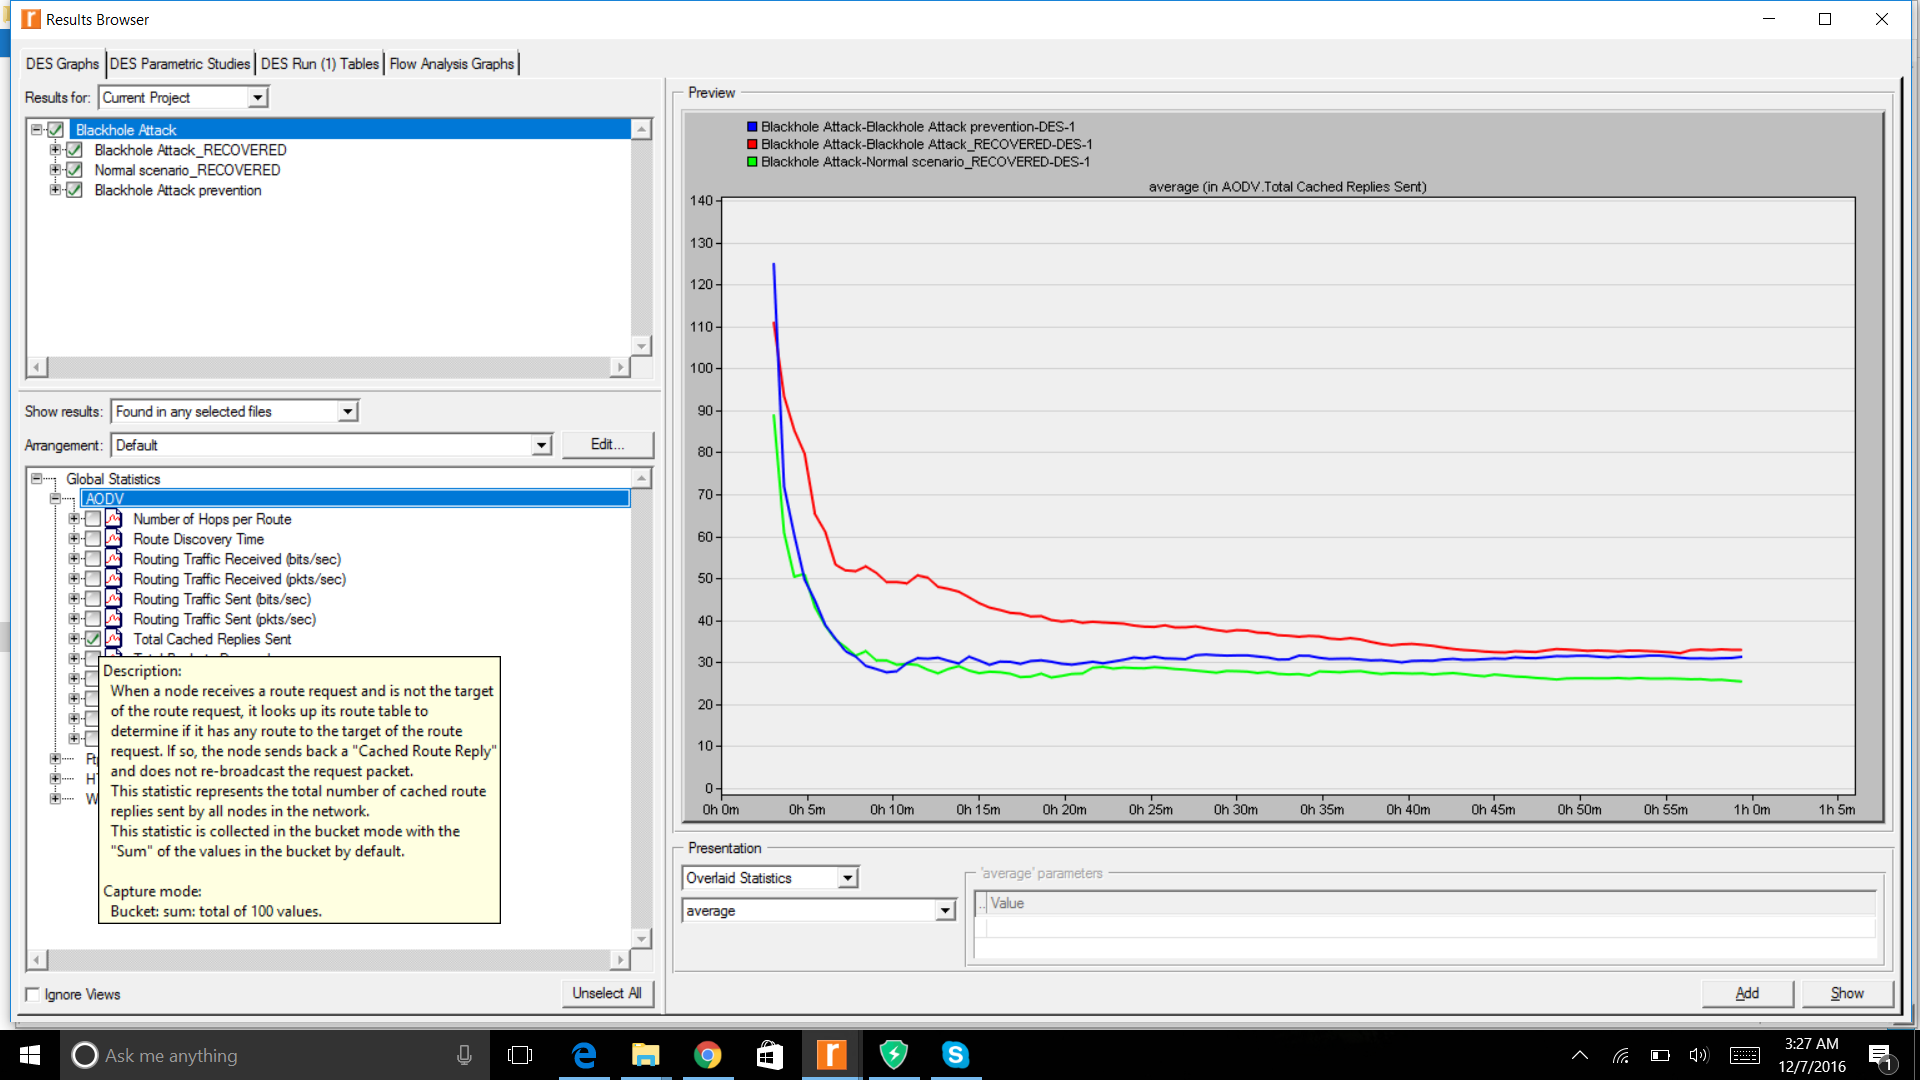 Results Browser
DES Graphs
DES Parametric Studies
DES Run (1) Tables
Flow Analysis Graphs
Results for:
Current Project
Blackhole Attack
Blackhole Attack_RECOVERED
Normal scenario_RECOVERED
Blackhole Attack prevention
Show results:
Found in any selected files
Arrangement:
Default
Edit...
Global Statistics
AODV
Number of Hops per Route
Route Discovery Time
Routing Traffic Received (bits/sec)
Routing Traffic Received (pkts/sec)
Routing Traffic Sent (bits/sec)
Routing Traffic Sent (pkts/sec)
Total Cached Replies Sent
Description:
When a node receives a route request and is not the target
of the route request, it looks up its route table to
determine if it has any route to the target of the route
request. If so, the node sends back a "Cached Route Reply"
and does not re-broadcast the request packet.
This statistic represents the total number of cached route
replies sent by all nodes in the network.
This statistic is collected in the bucket mode with the
"Sum" of the values in the bucket by default.
Capture mode:
Bucket: sum: total of 100 values.
Ignore Views
Unselect All
Preview
Blackhole Attack-Blackhole Attack prevention-DES-1
Blackhole Attack-Blackhole Attack_RECOVERED-DES-1
Blackhole Attack-Normal scenario_RECOVERED-DES-1
average (in AODV.Total Cached Replies Sent)
140
130
120
110
100
90
80
70
60
50
40
30
20
10
0
0h 0m
0h 5m
0h 10m
0h 15m
0h 20m
0h 25m
0h 30m
0h 35m
0h 40m
0h 45m
0h 50m
0h 55m
1h 0m
1h 5m
Presentation
Overlaid Statistics
average
'average' parameters
.. Value
Add
Show
Ask me anything
3:27 AM
12/7/2016
1